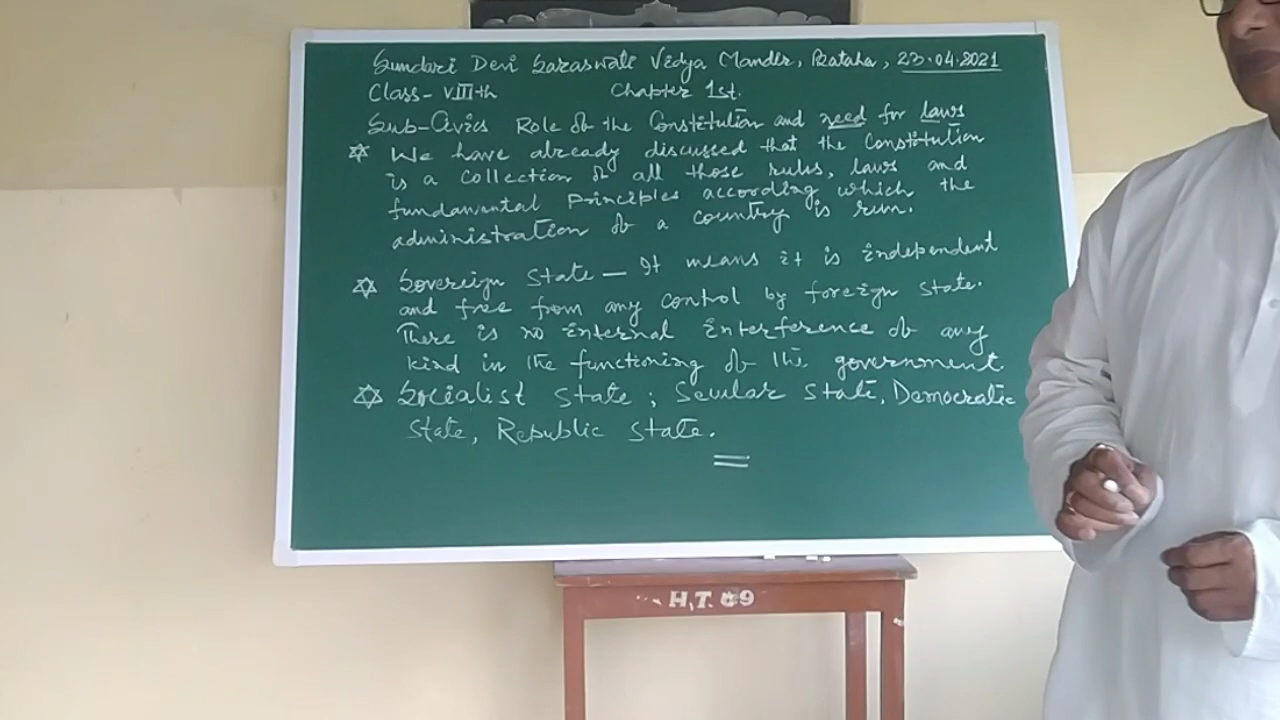 Sundari Devi Saraswati Vidya Mandir, Bataha, 23.04.2021
Class- VIIIth Chapter 1st.
Sub-Civics Role of the Constitution and need for laws
We have already discussed that the Constitution
is a collection of all those rules, laws and
fundamental Principles according which the
administration of a country is run.
Sovereign State — It means it is independent
and free from any control by foreign state.
There is no internal interference of any
kind in the functioning of the government.
Socialist State ; Secular State, Democratic
State, Republic State.
H.T. 09